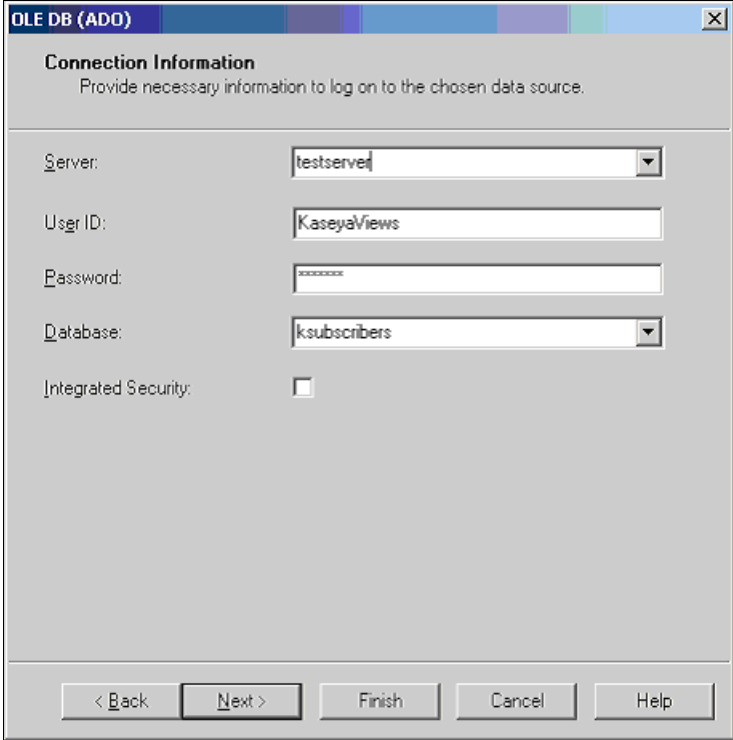 OLE DB (ADO)
Connection Information
Provide necessary information to log on to the chosen data source.
Server: testserver
User ID: KaseyaViews
Password: *******
Database: ksubscribers
Integrated Security:
< Back Next > Finish Cancel Help